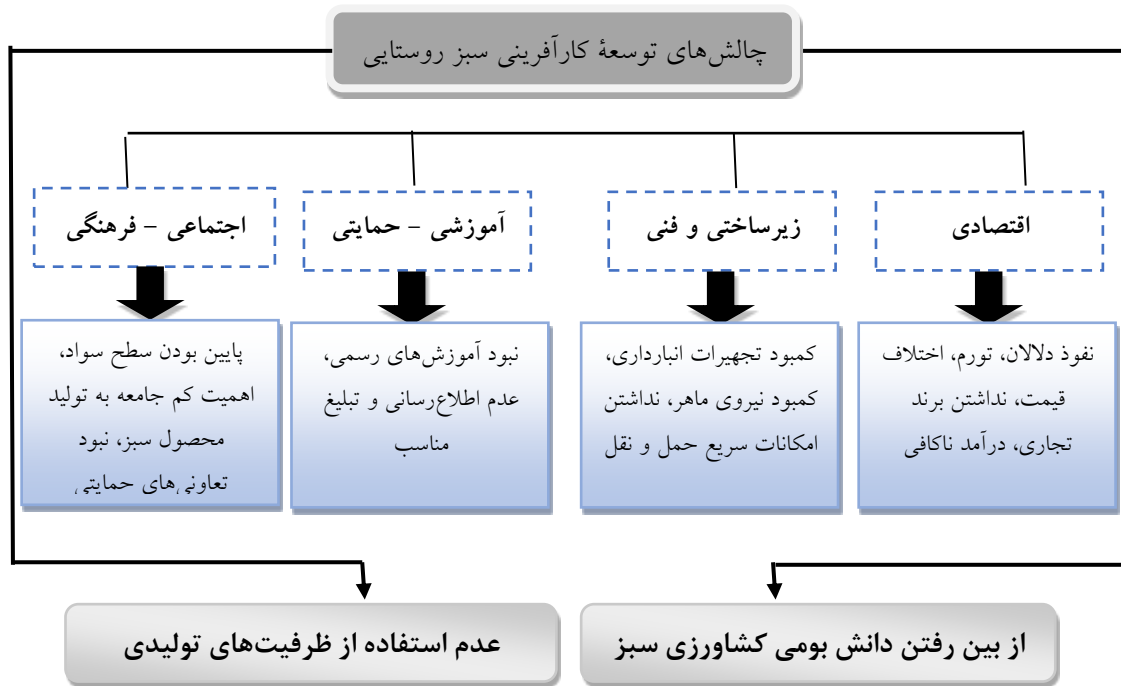 چالش‌های توسعهٔ کارآفرینی سبز روستایی
اقتصادی
زیرساختی و فنی
آموزشی – حمایتی
اجتماعی – فرهنگی
نفوذ دلالان، تورم، اختلاف
قیمت، نداشتن برند
تجاری، درآمد ناکافی
کمبود تجهیرات انبارداری،
کمبود نیروی ماهر، نداشتن
امکانات سریع حمل و نقل
نبود آموزش‌های رسمی،
عدم اطلاع‌رسانی و تبلیغ
مناسب
پایین بودن سطح سواد،
اهمیت کم جامعه به تولید
محصول سبز، نبود
تعاونی‌های حمایتی
از بین رفتن دانش بومی کشاورزی سبز
عدم استفاده از ظرفیت‌های تولیدی